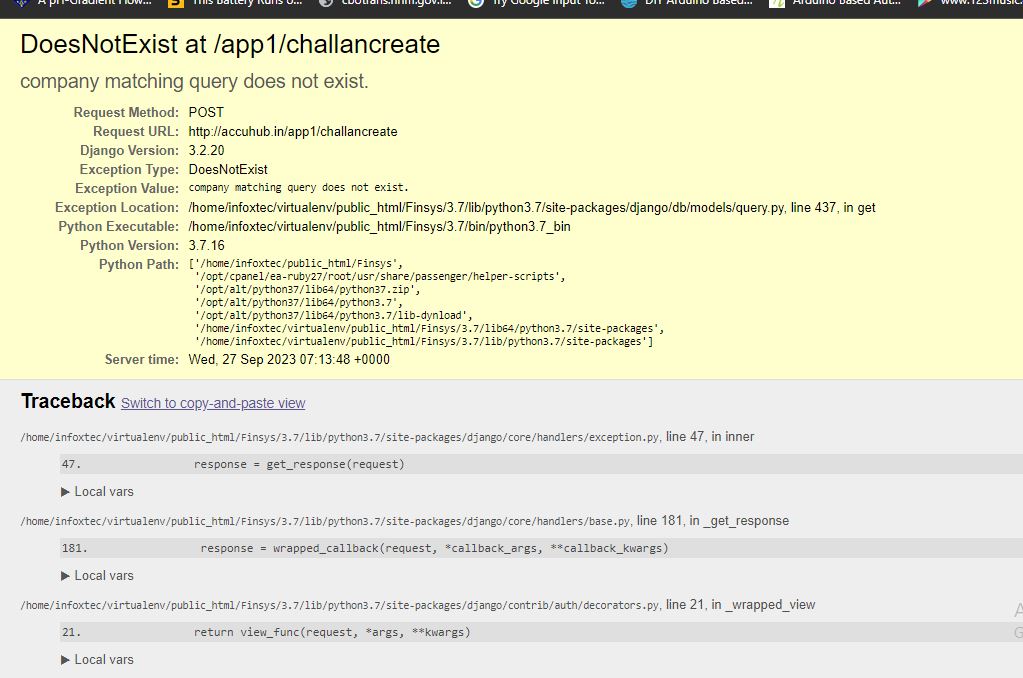 A pri-Gradient Flow...
This Battery Runs o...
Try Google Input To...
DIY Arduino Based...
Arduino Based Aut...
DoesNotExist at /app1/challancreate
company matching query does not exist.
Request Method: POST
Request URL: http://accuhub.in/app1/challancreate
Django Version: 3.2.20
Exception Type: DoesNotExist
Exception Value: company matching query does not exist.
Exception Location: /home/infoxtec/virtualenv/public_html/Finsys/3.7/lib/python3.7/site-packages/django/db/models/query.py, line 437, in get
Python Executable: /home/infoxtec/virtualenv/public_html/Finsys/3.7/bin/python3.7_bin
Python Version: 3.7.16
Python Path: ['/home/infoxtec/public_html/Finsys',
'/opt/cpanel/ea-ruby27/root/usr/share/passenger/helper-scripts',
'/opt/alt/python37/lib64/python37.zip',
'/opt/alt/python37/lib64/python3.7',
'/opt/alt/python37/lib64/python3.7/lib-dynload',
'/home/infoxtec/virtualenv/public_html/Finsys/3.7/lib64/python3.7/site-packages',
'/home/infoxtec/virtualenv/public_html/Finsys/3.7/lib/python3.7/site-packages']
Server time: Wed, 27 Sep 2023 07:13:48 +0000
Traceback Switch to copy-and-paste view
/home/infoxtec/virtualenv/public_html/Finsys/3.7/lib/python3.7/site-packages/django/core/handlers/exception.py, line 47, in inner
47. response = get_response(request)
▶ Local vars
/home/infoxtec/virtualenv/public_html/Finsys/3.7/lib/python3.7/site-packages/django/core/handlers/base.py, line 181, in _get_response
181. response = wrapped_callback(request, *callback_args, **callback_kwargs)
▶ Local vars
/home/infoxtec/virtualenv/public_html/Finsys/3.7/lib/python3.7/site-packages/django/contrib/auth/decorators.py, line 21, in _wrapped_view
21. return view_func(request, *args, **kwargs)
▶ Local vars